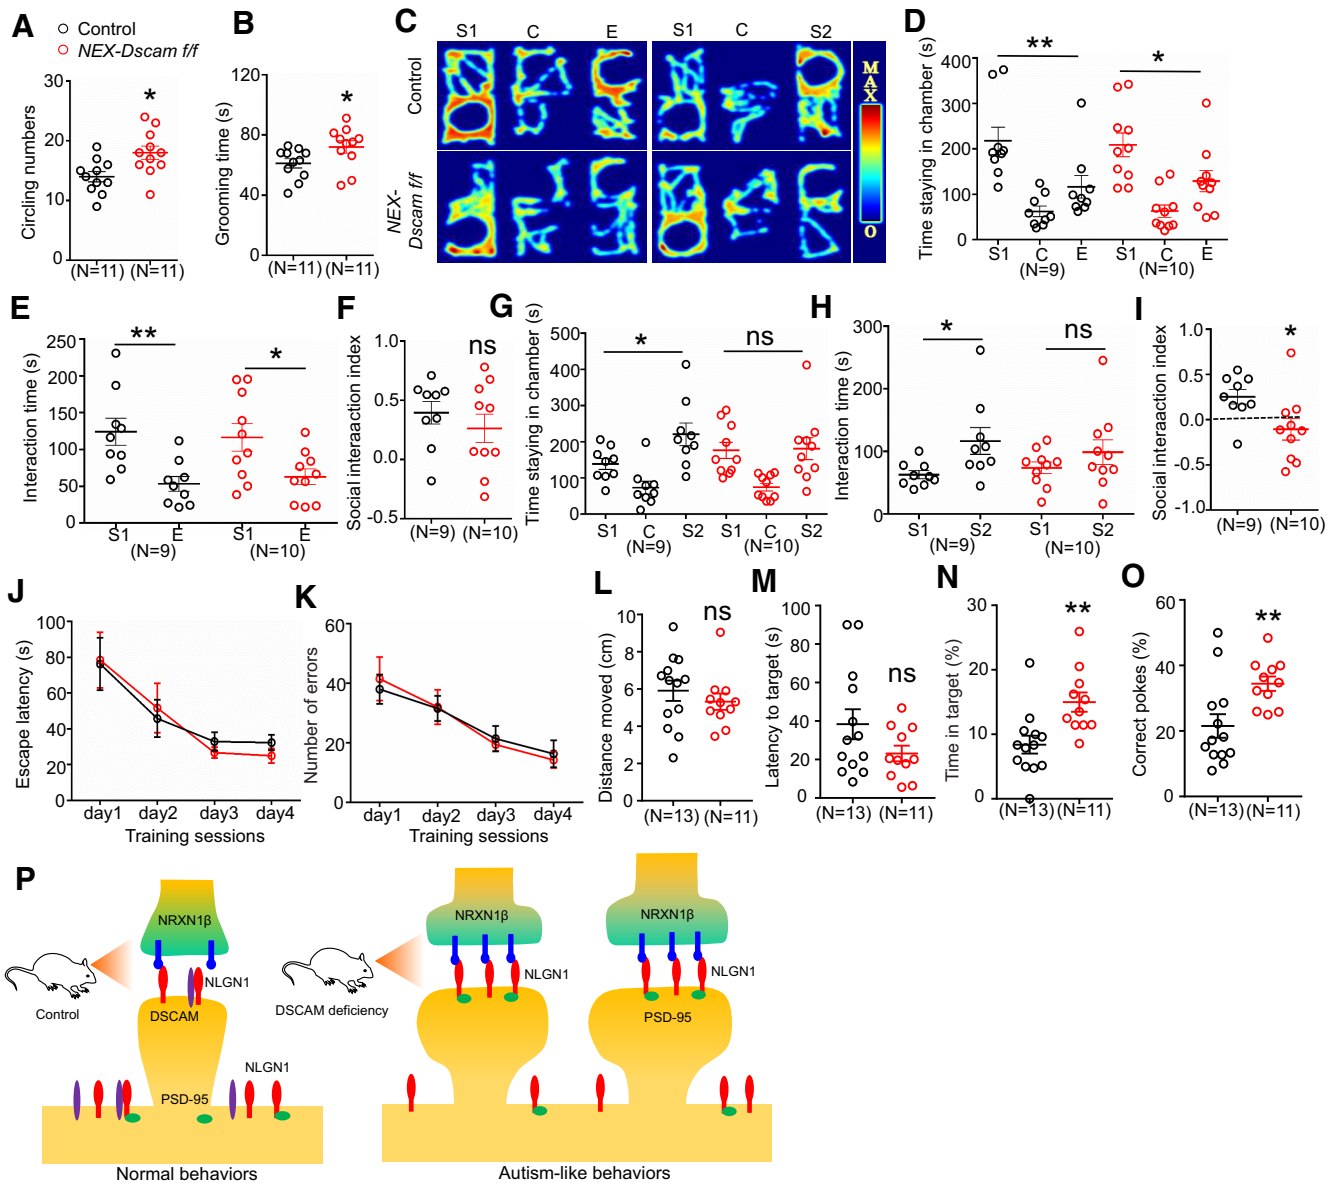 A
Control
NEX-Dscam f/f
Circling numbers
30
20
10
0
*
(N=11) (N=11)
B
Grooming time (s)
120
80
40
0
*
(N=11) (N=11)
C
S1 C E S1 C S2
Control
NEX-
Dscam f/f
MAX
0
D
Time staying in chamber (s)
400
300
200
100
0
** *
S1 C E S1 C E
(N=9) (N=10)
E
Interaction time (s)
250
200
150
100
50
0
** *
S1 E S1 E
(N=9) (N=10)
F
Social interaaction index
1.0
0.5
0.0
-0.5
ns
(N=9) (N=10)
G
Time staying in chamber (s)
500
400
300
200
100
0
* ns
S1 C S2 S1 C S2
(N=9) (N=10)
H
Interaction time (s)
300
200
100
0
* ns
S1 S2 S1 S2
(N=9) (N=10)
I
Social interaction index
1.0
0.5
0.0
-0.5
-1.0
*
(N=9) (N=10)
J
Escape latency (s)
100
80
60
40
20
0
day1 day2 day3 day4
Training sessions
K
Number of errors
60
40
20
0
day1 day2 day3 day4
Training sessions
L
Distance moved (cm)
10
8
6
4
2
0
ns
(N=13) (N=11)
M
Latency to target (s)
100
80
60
40
20
0
ns
(N=13) (N=11)
N
Time in target (%)
30
20
10
0
**
(N=13) (N=11)
O
Correct pokes (%)
60
40
20
0
**
(N=13) (N=11)
P
NRXN1β
NLGN1
DSCAM
Control
NLGN1
PSD-95
Normal behaviors
NRXN1β
NLGN1
DSCAM deficiency
NRXN1β
NLGN1
PSD-95
Autism-like behaviors